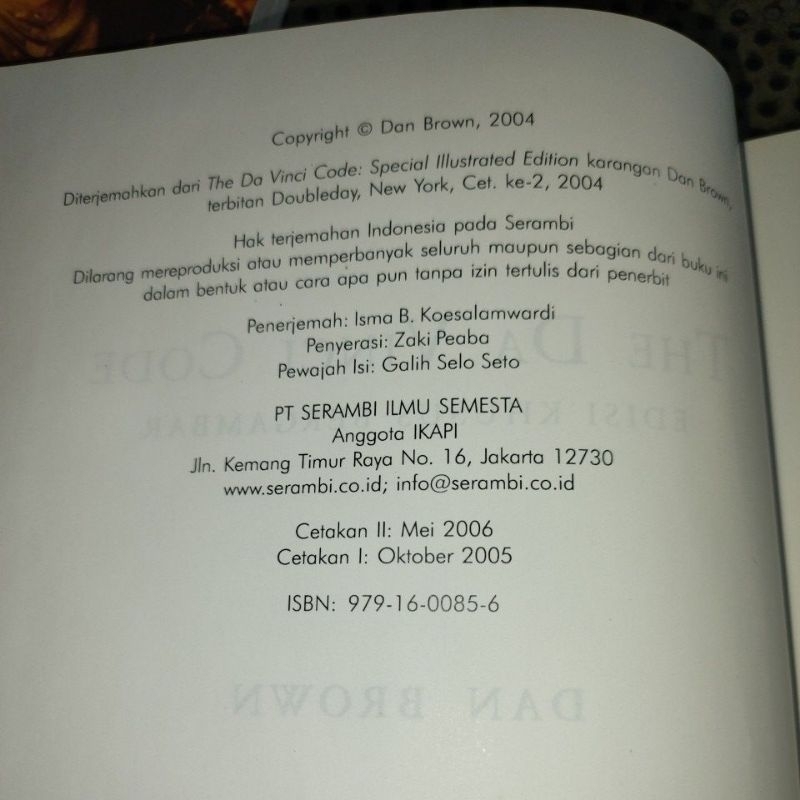 Copyright © Dan Brown, 2004
Diterjemahkan dari The Da Vinci Code: Special Illustrated Edition karangan Dan Brown,
terbitan Doubleday, New York, Cet. ke-2, 2004
Hak terjemahan Indonesia pada Serambi
Dilarang mereproduksi atau memperbanyak seluruh maupun sebagian dari buku ini
dalam bentuk atau cara apa pun tanpa izin tertulis dari penerbit
Penerjemah: Isma B. Koesalamwardi
Penyerasi: Zaki Peaba
Pewajah Isi: Galih Selo Seto
PT SERAMBI ILMU SEMESTA
Anggota IKAPI
Jln. Kemang Timur Raya No. 16, Jakarta 12730
www.serambi.co.id; info@serambi.co.id
Cetakan II: Mei 2006
Cetakan I: Oktober 2005
ISBN: 979-16-0085-6